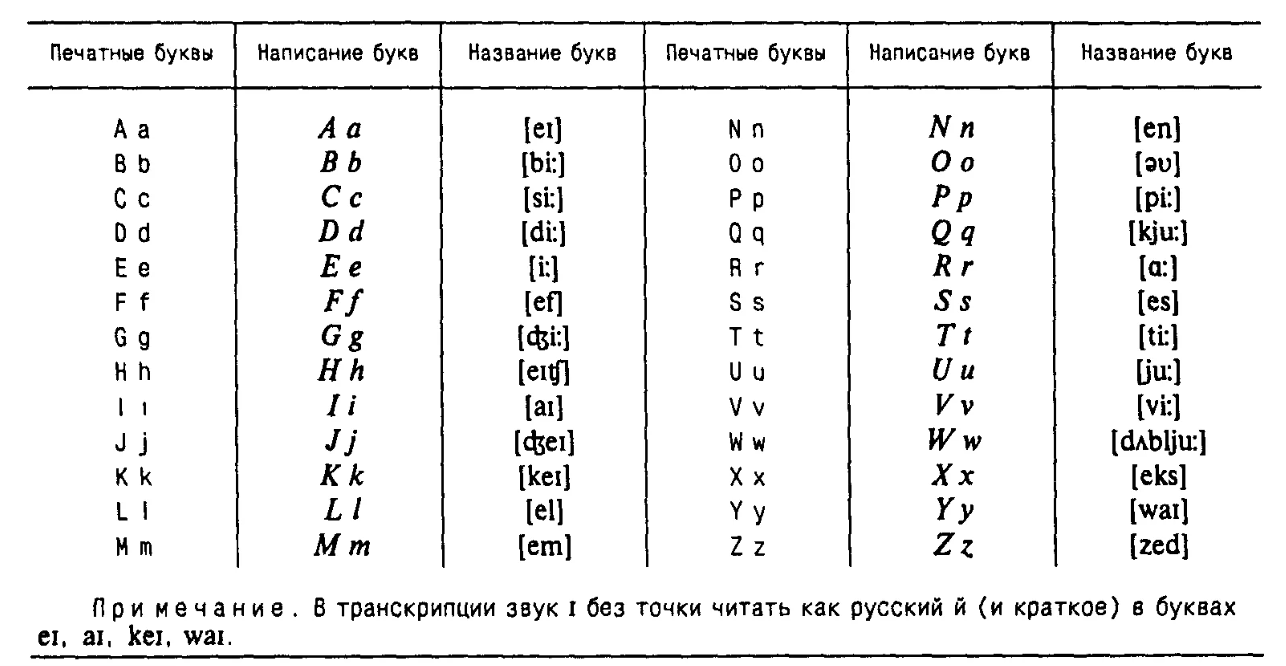 Печатные буквы Написание букв Название букв Печатные буквы Написание букв Название букв
A a A a [eɪ] N n N n [en]
B b B b [bi:] O o O o [əʊ]
C c C c [si:] P p P p [pi:]
D d D d [di:] Q q Q q [kju:]
E e E e [i:] R r R r [ɑ:]
F f F f [ef] S s S s [es]
G g G g [ʤi:] T t T t [ti:]
H h H h [eɪʧ] U u U u [ju:]
I ı I i [aɪ] V v V v [vi:]
J j J j [ʤeɪ] W w W w [dʌblju:]
K k K k [keɪ] X x X x [eks]
L l L l [el] Y y Y y [waɪ]
M m M m [em] Z z Z z [zed]
Примечание. В транскрипции звук ɪ без точки читать как русский й (и краткое) в буквах
eɪ, aɪ, keɪ, waɪ.